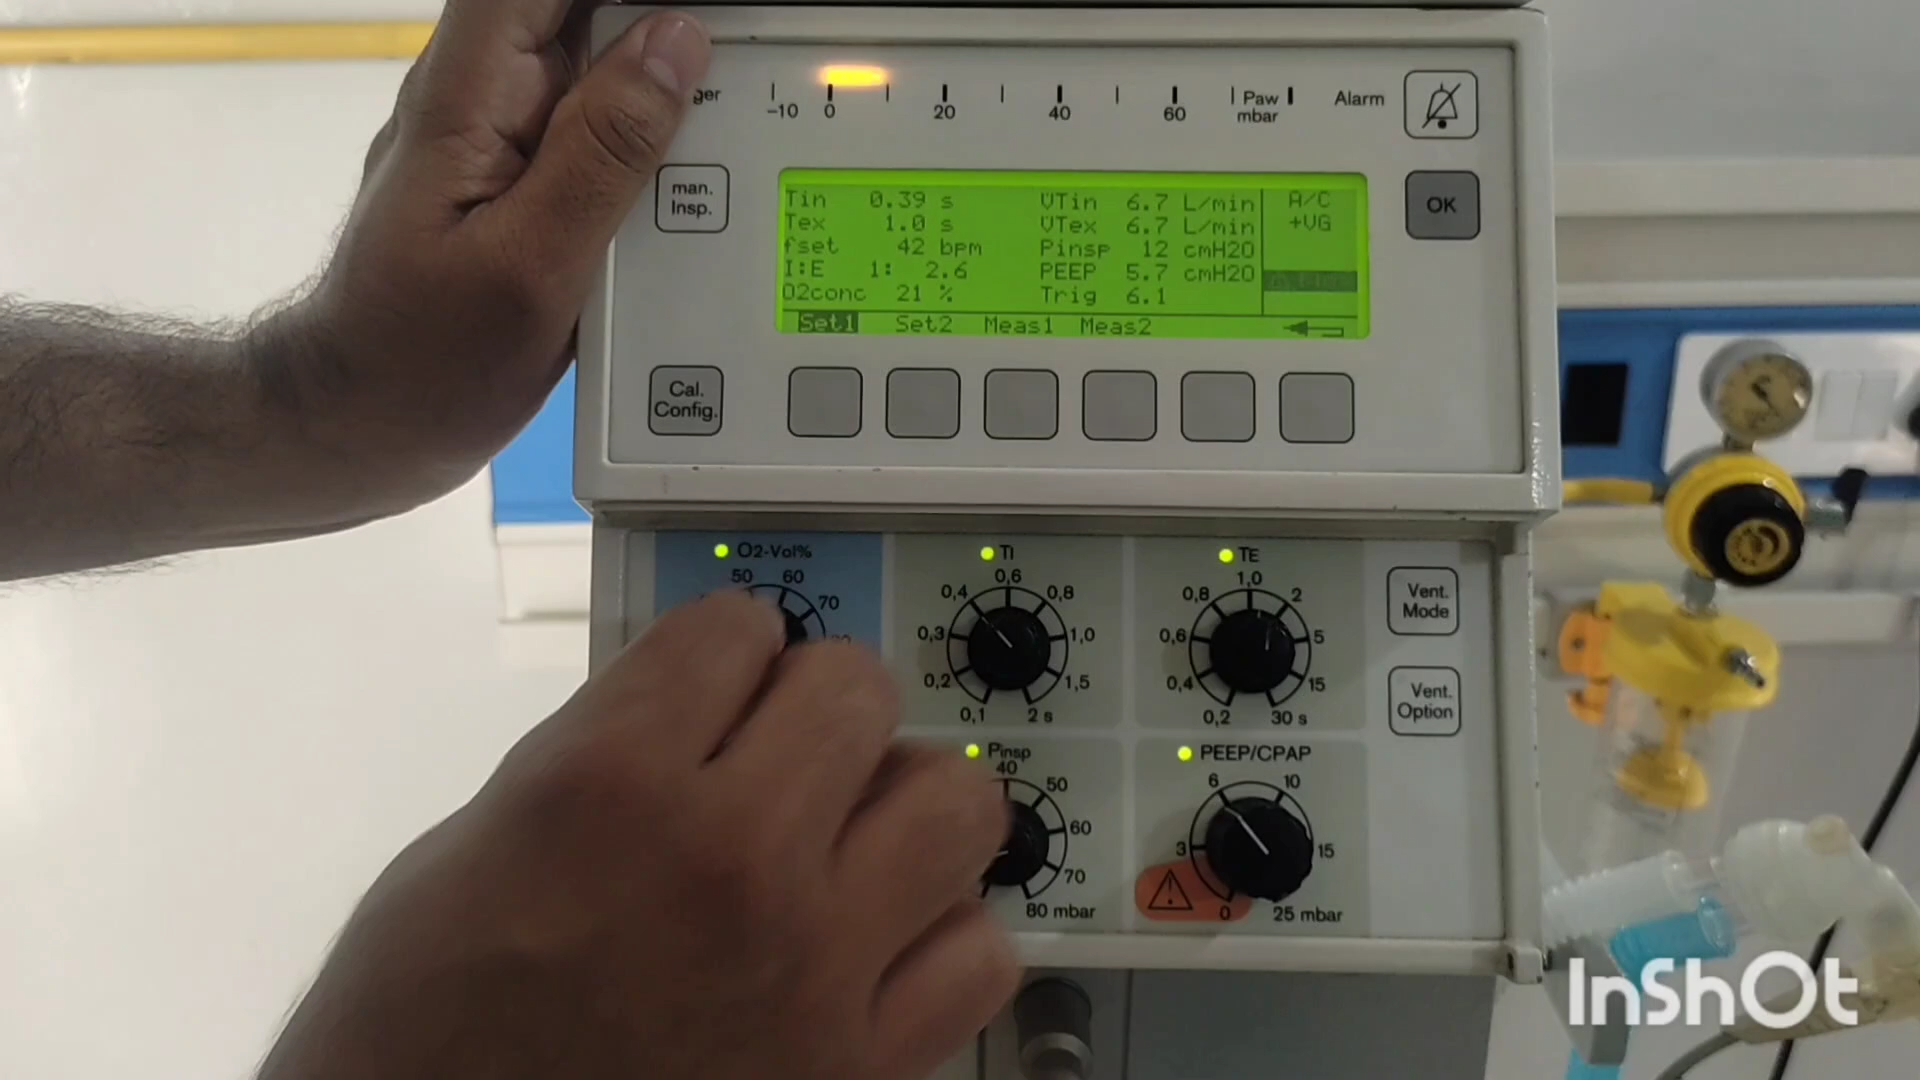 ger
-10 0 20 40 60 Paw mbar
Alarm
man. Insp.
Tin 0.39 s V̇Tin 6.7 L/min A/C
Tex 1.0 s V̇Tex 6.7 L/min +VG
fset 42 bpm Pinsp 12 cmH2O
I:E 1: 2.6 PEEP 5.7 cmH2O
O2conc 21 % Trig 6.1
Set1 Set2 Meas1 Meas2
OK
Cal. Config.
O2-Vol%
50 60 70
TI
0,1 0,2 0,3 0,4 0,6 0,8 1,0 1,5 2 s
TE
0,2 0,4 0,6 0,8 1,0 2 5 15 30 s
Vent. Mode
Vent. Option
Pinsp
40 50 60 70 80 mbar
PEEP/CPAP
0 3 6 10 15 25 mbar
InShOt